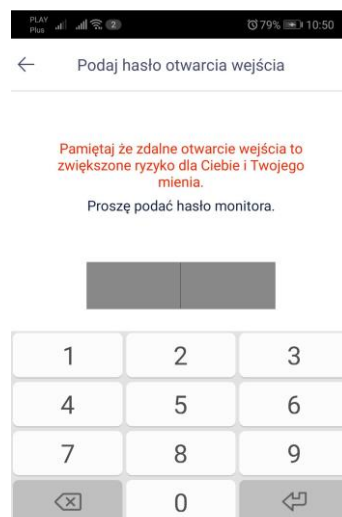 PLAY
Plus 2 79% 10:50
Podaj hasło otwarcia wejścia
Pamiętaj że zdalne otwarcie wejścia to
zwiększone ryzyko dla Ciebie i Twojego
mienia.
Proszę podać hasło monitora.
1 2 3
4 5 6
7 8 9
0